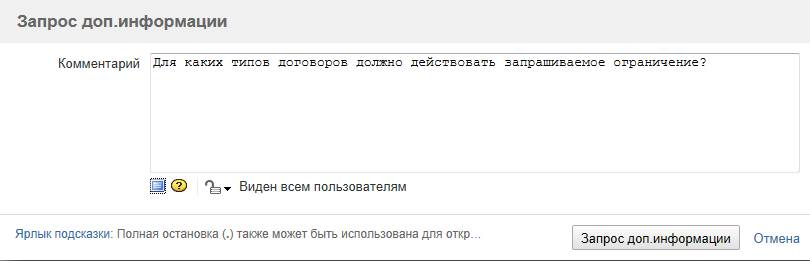 Запрос доп.информации
Комментарий
Для каких типов договоров должно действовать запрашиваемое ограничение?
Виден всем пользователям
Ярлык подсказки: Полная остановка (.) также может быть использована для откр…
Запрос доп.информации
Отмена